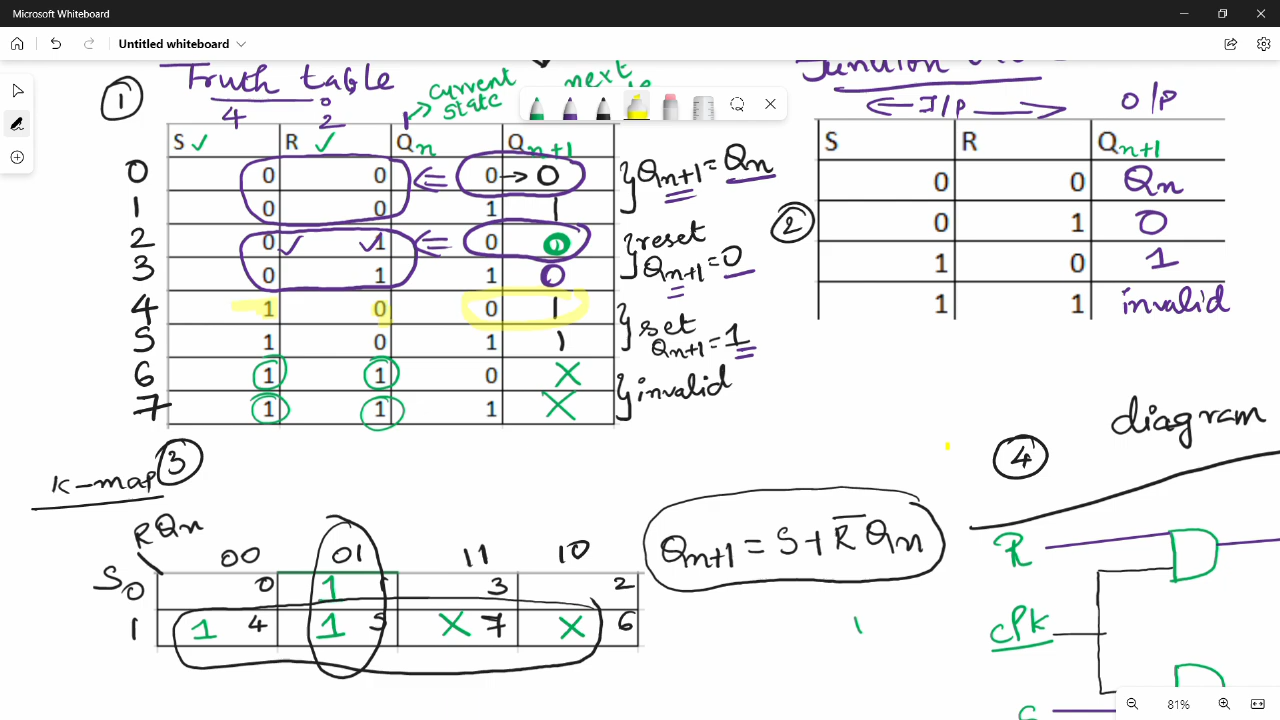 Microsoft Whiteboard
Untitled whiteboard
① Truth table
current state
next
4
0
2
S ✓ R ✓ Qn Qn+1
0 0 0 0 → 0
1 0 0 1 1
2 0 ✓ ✓ 1 0 0
3 0 1 1 0
4 1 0 0 1
5 1 0 1 1
6 1 1 0 X
7 1 1 1 X
} Qn+1 = Qn
} reset
Qn+1 = 0
} set
Qn+1 = 1
} invalid
← I/P → O/P
②
S R Qn+1
0 0 Qn
0 1 0
1 0 1
1 1 invalid
K-map ③
RQn
00 01 11 10
S 0 0 1 1 3 2
1 1 4 1 5 X 7 X 6
Qn+1 = S + R̅ Qn
④ diagram
R
clk
S
81%